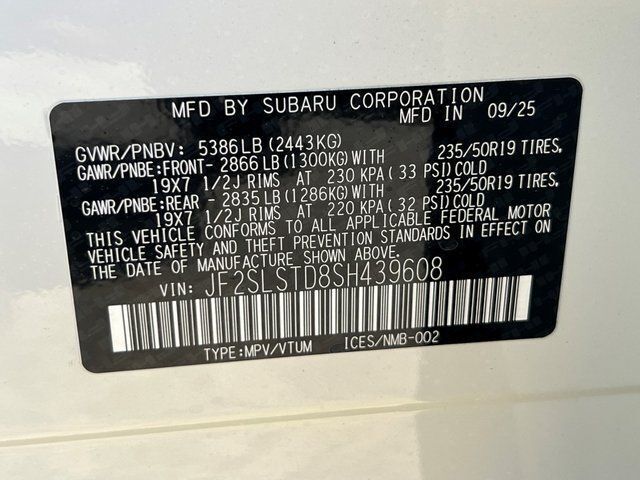 MFD BY SUBARU CORPORATION
MFD IN 09/25
GVWR/PNBV: 5386LB(2443KG)
GAWR/PNBE:FRONT- 2866LB(1300KG)WITH 235/50R19 TIRES,
19X7 1/2J RIMS AT 230 KPA(33 PSI)COLD
GAWR/PNBE:REAR - 2835LB(1286KG)WITH 235/50R19 TIRES,
19X7 1/2J RIMS AT 220 KPA(32 PSI)COLD
THIS VEHICLE CONFORMS TO ALL APPLICABLE FEDERAL MOTOR
VEHICLE SAFETY AND THEFT PREVENTION STANDARDS IN EFFECT ON
THE DATE OF MANUFACTURE SHOWN ABOVE.
VIN: JF2SLSTD8SH439608
TYPE:MPV/VTUM ICES/NMB-002